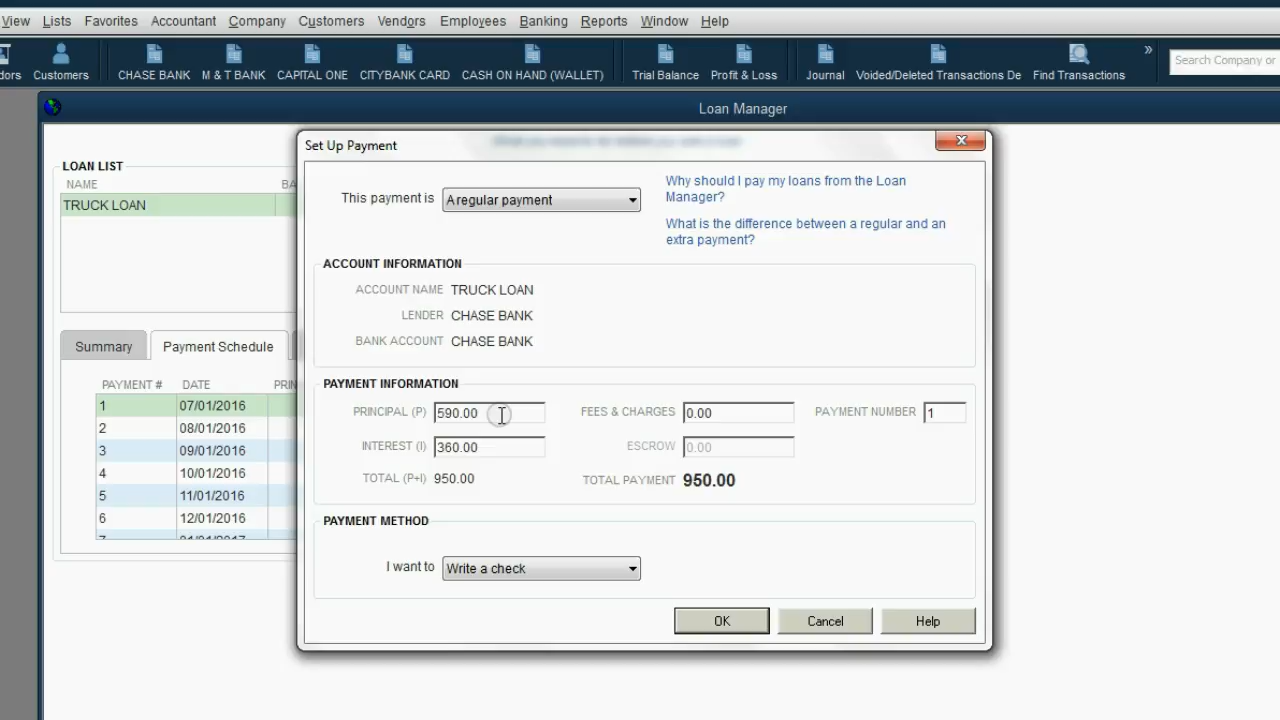 View Lists Favorites Accountant Company Customers Vendors Employees Banking Reports Window Help
dors Customers CHASE BANK M & T BANK CAPITAL ONE CITYBANK CARD CASH ON HAND (WALLET) Trial Balance Profit & Loss Journal Voided/Deleted Transactions De Find Transactions » Search Company or
Loan Manager
Set Up Payment
LOAN LIST
NAME BA
TRUCK LOAN
This payment is A regular payment
Why should I pay my loans from the Loan
Manager?
What is the difference between a regular and an
extra payment?
ACCOUNT INFORMATION
ACCOUNT NAME TRUCK LOAN
LENDER CHASE BANK
BANK ACCOUNT CHASE BANK
Summary Payment Schedule
PAYMENT # DATE PRIN
1 07/01/2016
2 08/01/2016
3 09/01/2016
4 10/01/2016
5 11/01/2016
6 12/01/2016
PAYMENT INFORMATION
PRINCIPAL (P) 590.00 FEES & CHARGES 0.00 PAYMENT NUMBER 1
INTEREST (I) 360.00 ESCROW 0.00
TOTAL (P+I) 950.00 TOTAL PAYMENT 950.00
PAYMENT METHOD
I want to Write a check
OK Cancel Help